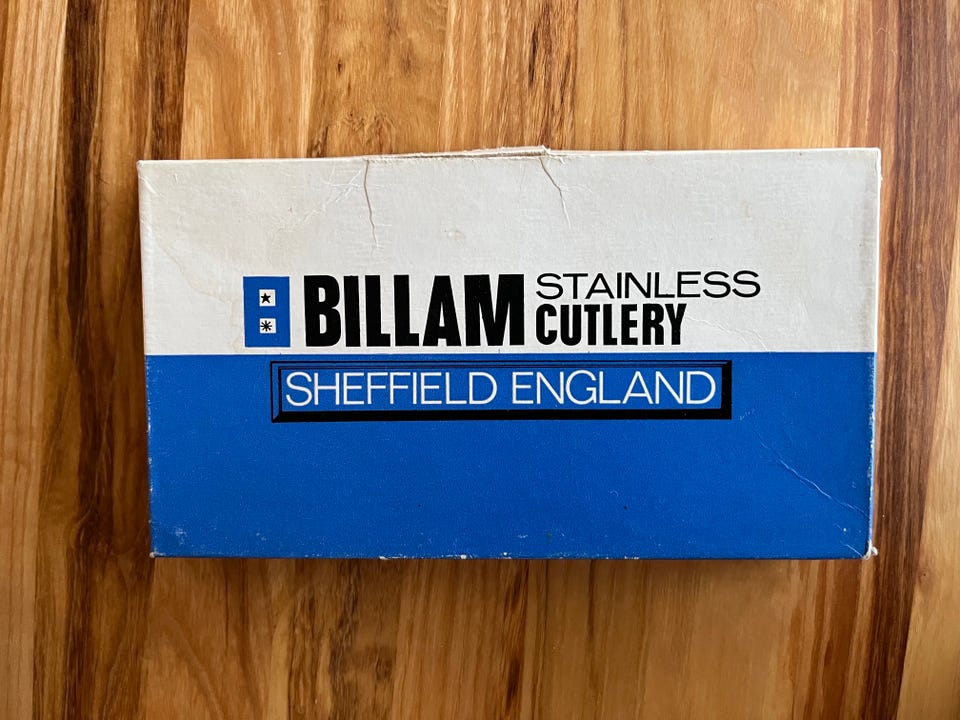 BILLAM STAINLESS
CUTLERY
SHEFFIELD ENGLAND